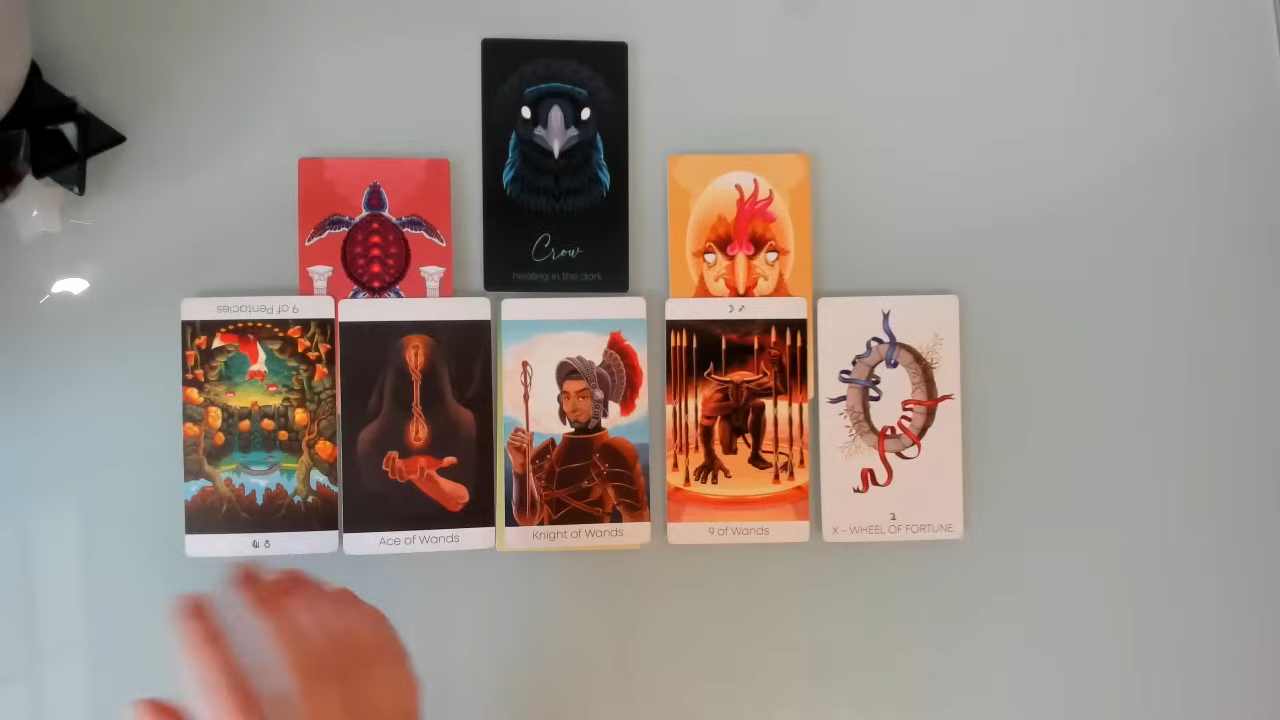 Crow
healing in the dark
9 of Pentacles
Ace of Wands
Knight of Wands
9 of Wands
X – WHEEL OF FORTUNE